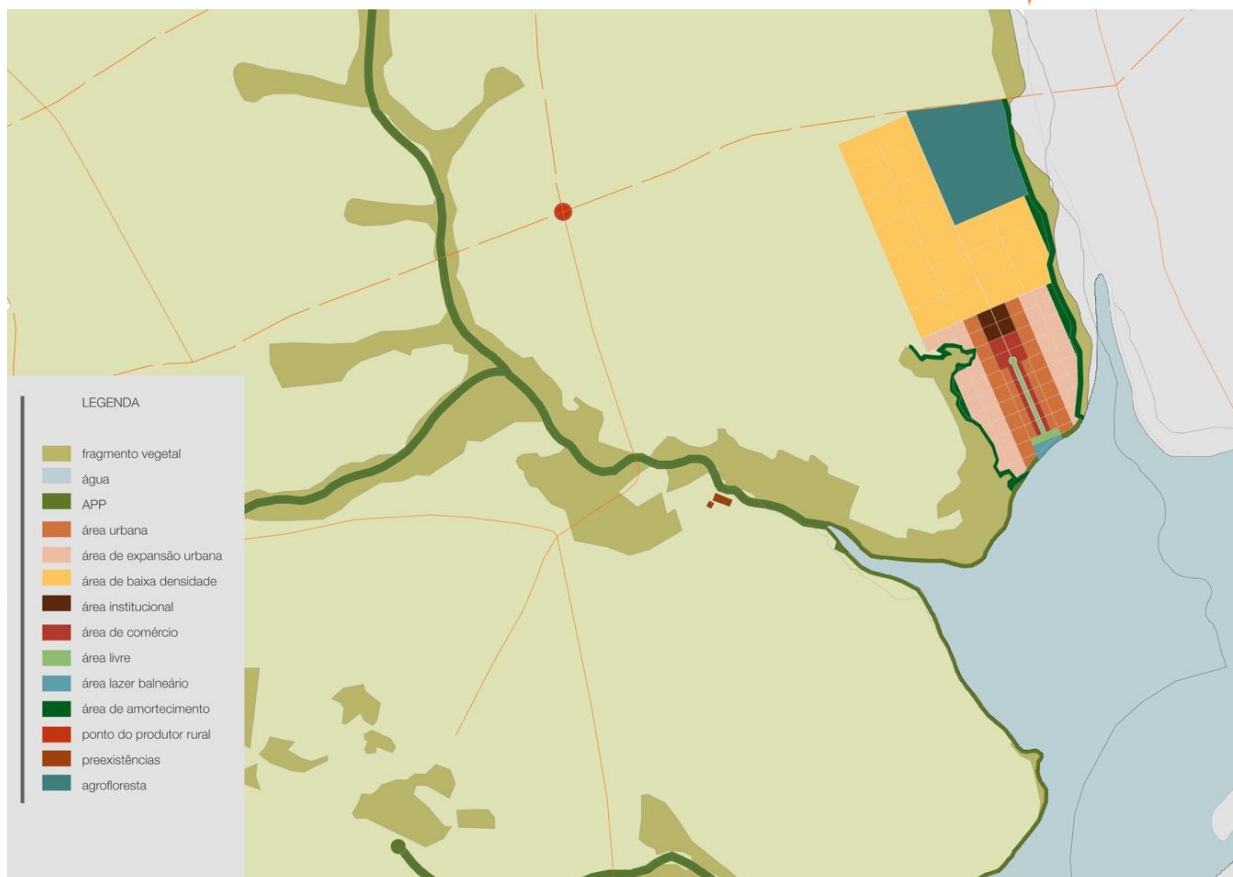 LEGENDA
fragmento vegetal
água
APP
área urbana
área de expansão urbana
área de baixa densidade
área institucional
área de comércio
área livre
área lazer balneário
área de amortecimento
ponto do produtor rural
preexistências
agrofloresta